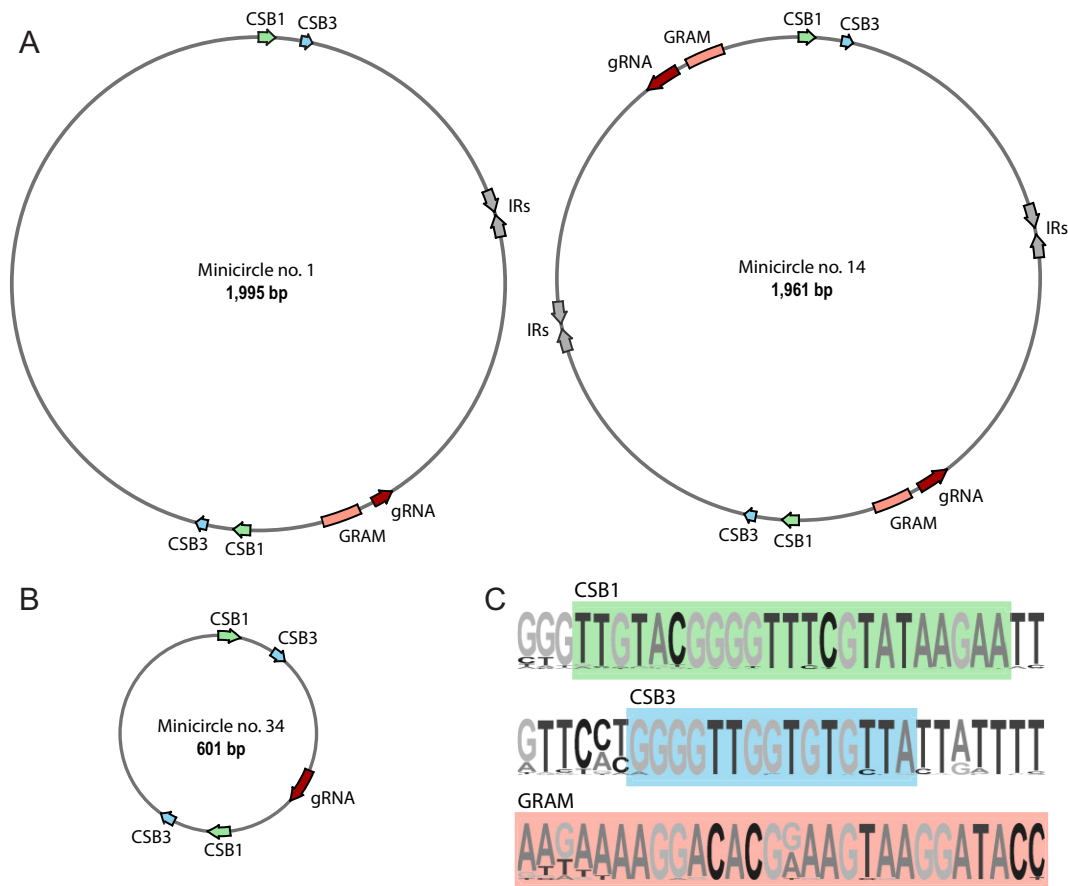 A
CSB1
CSB3
IRs
Minicircle no. 1
1,995 bp
CSB3
CSB1
GRAM
gRNA
gRNA
GRAM
CSB1
CSB3
IRs
Minicircle no. 14
1,961 bp
IRs
CSB3
CSB1
GRAM
gRNA
B
CSB1
CSB3
Minicircle no. 34
601 bp
gRNA
CSB3
CSB1
C
CSB1
GGGTTGTACGGGGTTTCGTATAAGAATT
CSB3
GTTCCTGGGGTTGGTGTGTTATTATTTT
GRAM
AAGAAAAGGACACGGAAGTAAGGATACC